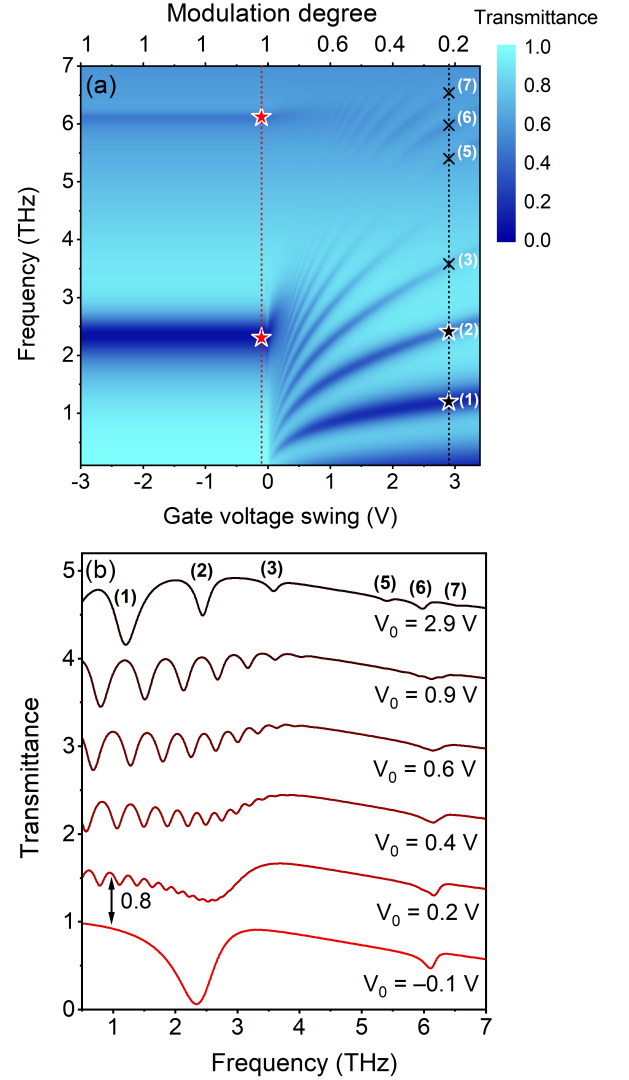 Modulation degree
Transmittance
1 1 1 1 0.6 0.4 0.2
(a)
7
6
5
4
3
2
1
Frequency (THz)
(7)
(6)
(5)
(3)
(2)
(1)
1.0
0.8
0.6
0.4
0.2
0.0
-3 -2 -1 0 1 2 3
Gate voltage swing (V)
(b)
5
4
3
2
1
0
Transmittance
(1) (2) (3) (5) (6) (7)
V0 = 2.9 V
V0 = 0.9 V
V0 = 0.6 V
V0 = 0.4 V
V0 = 0.2 V
0.8
V0 = –0.1 V
1 2 3 4 5 6 7
Frequency (THz)